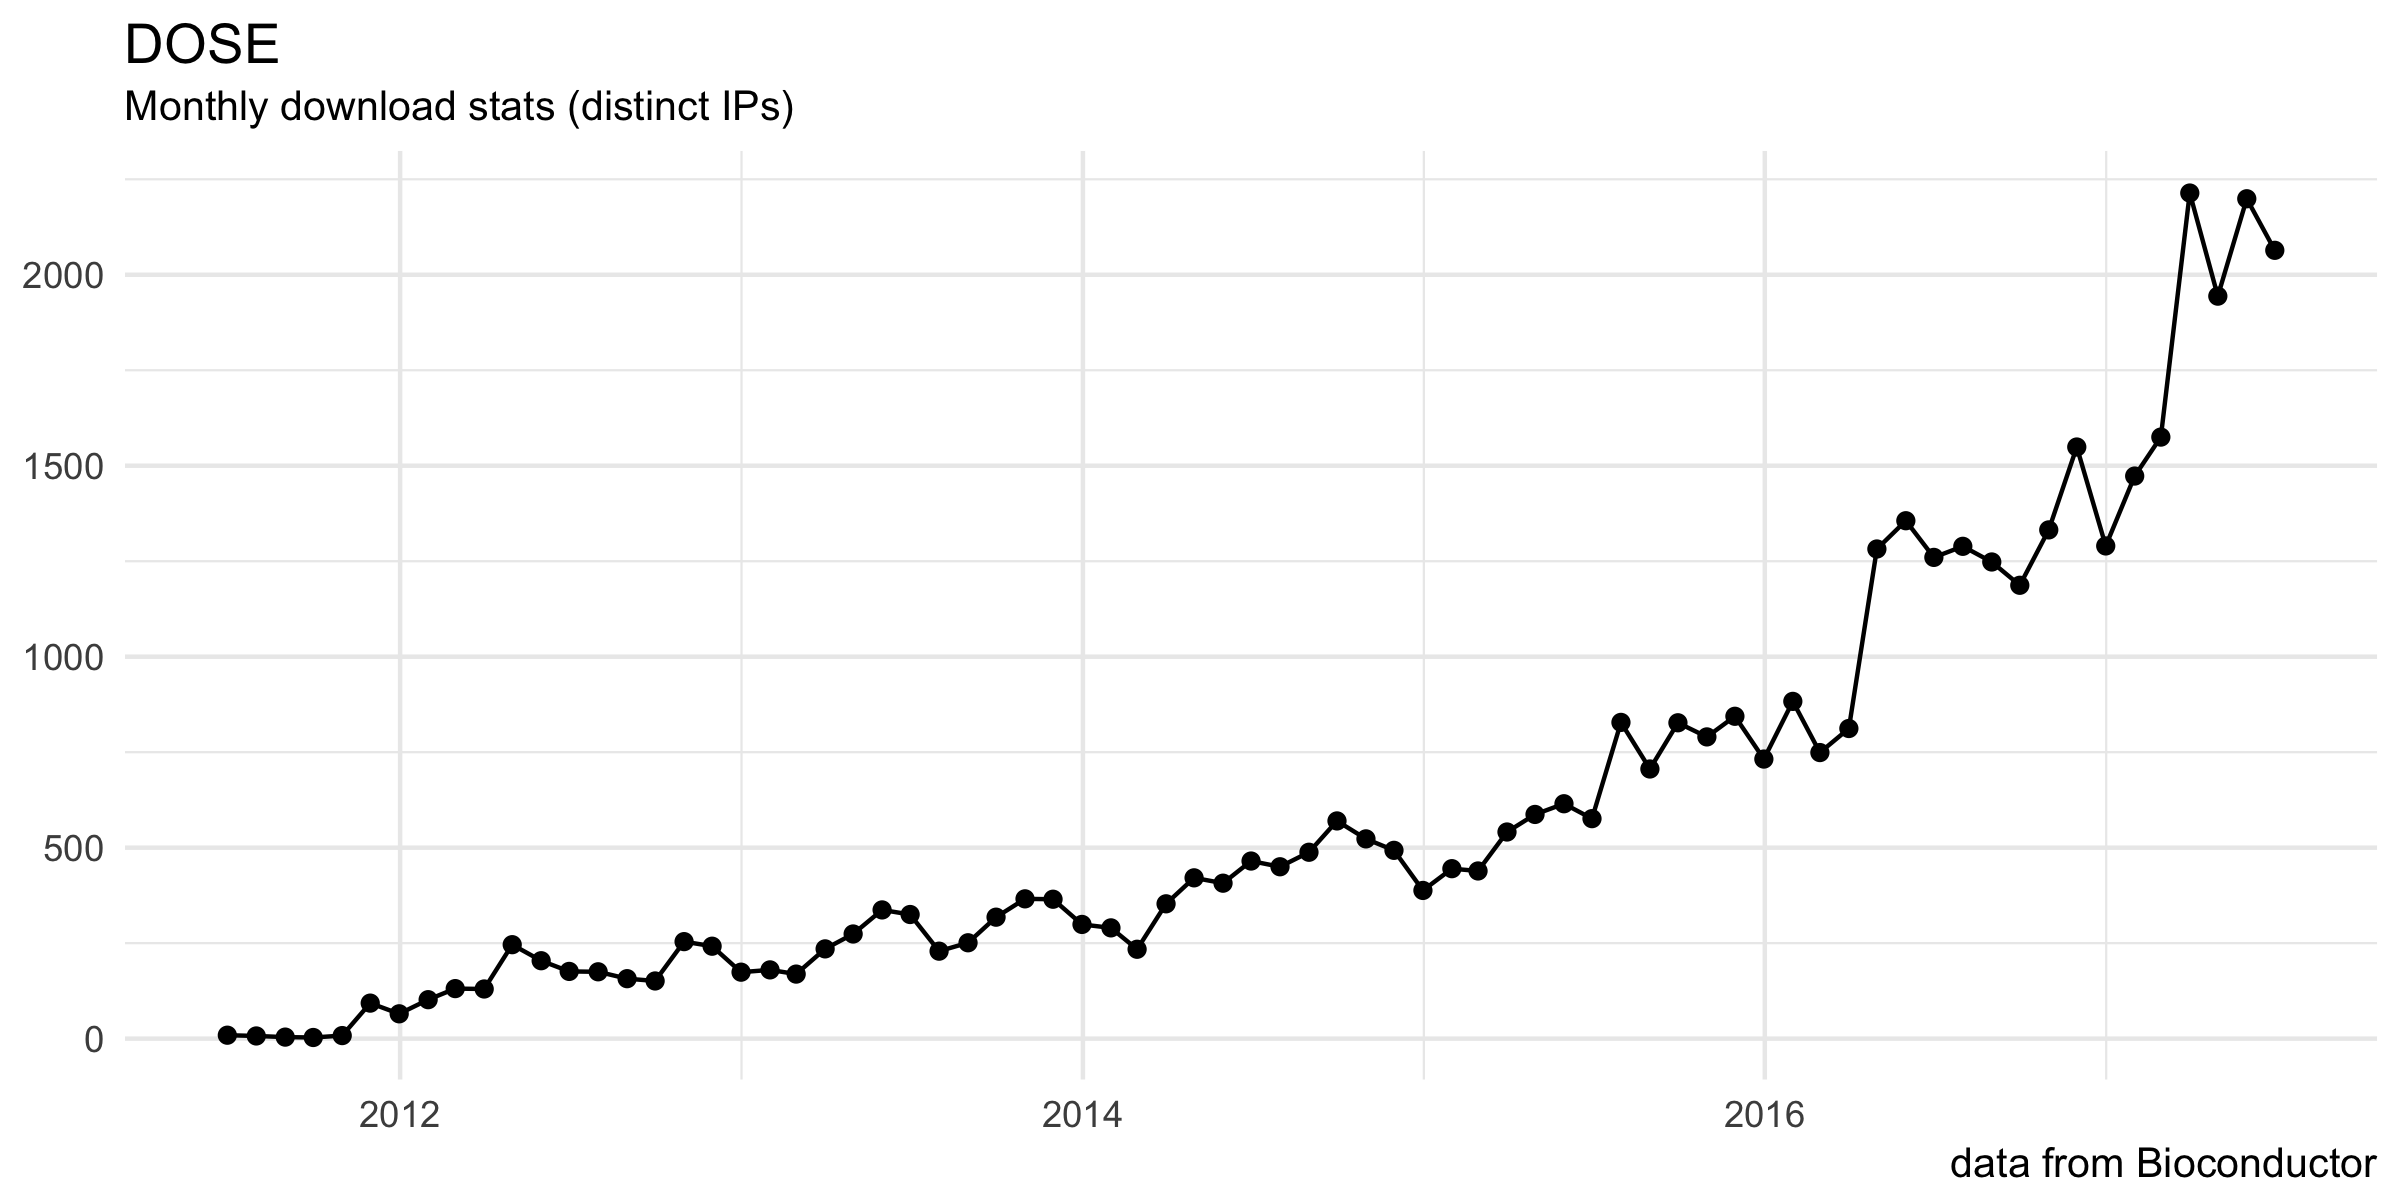 DOSE
Monthly download stats (distinct IPs)
2000
1500
1000
500
0
2012 2014 2016
data from Bioconductor